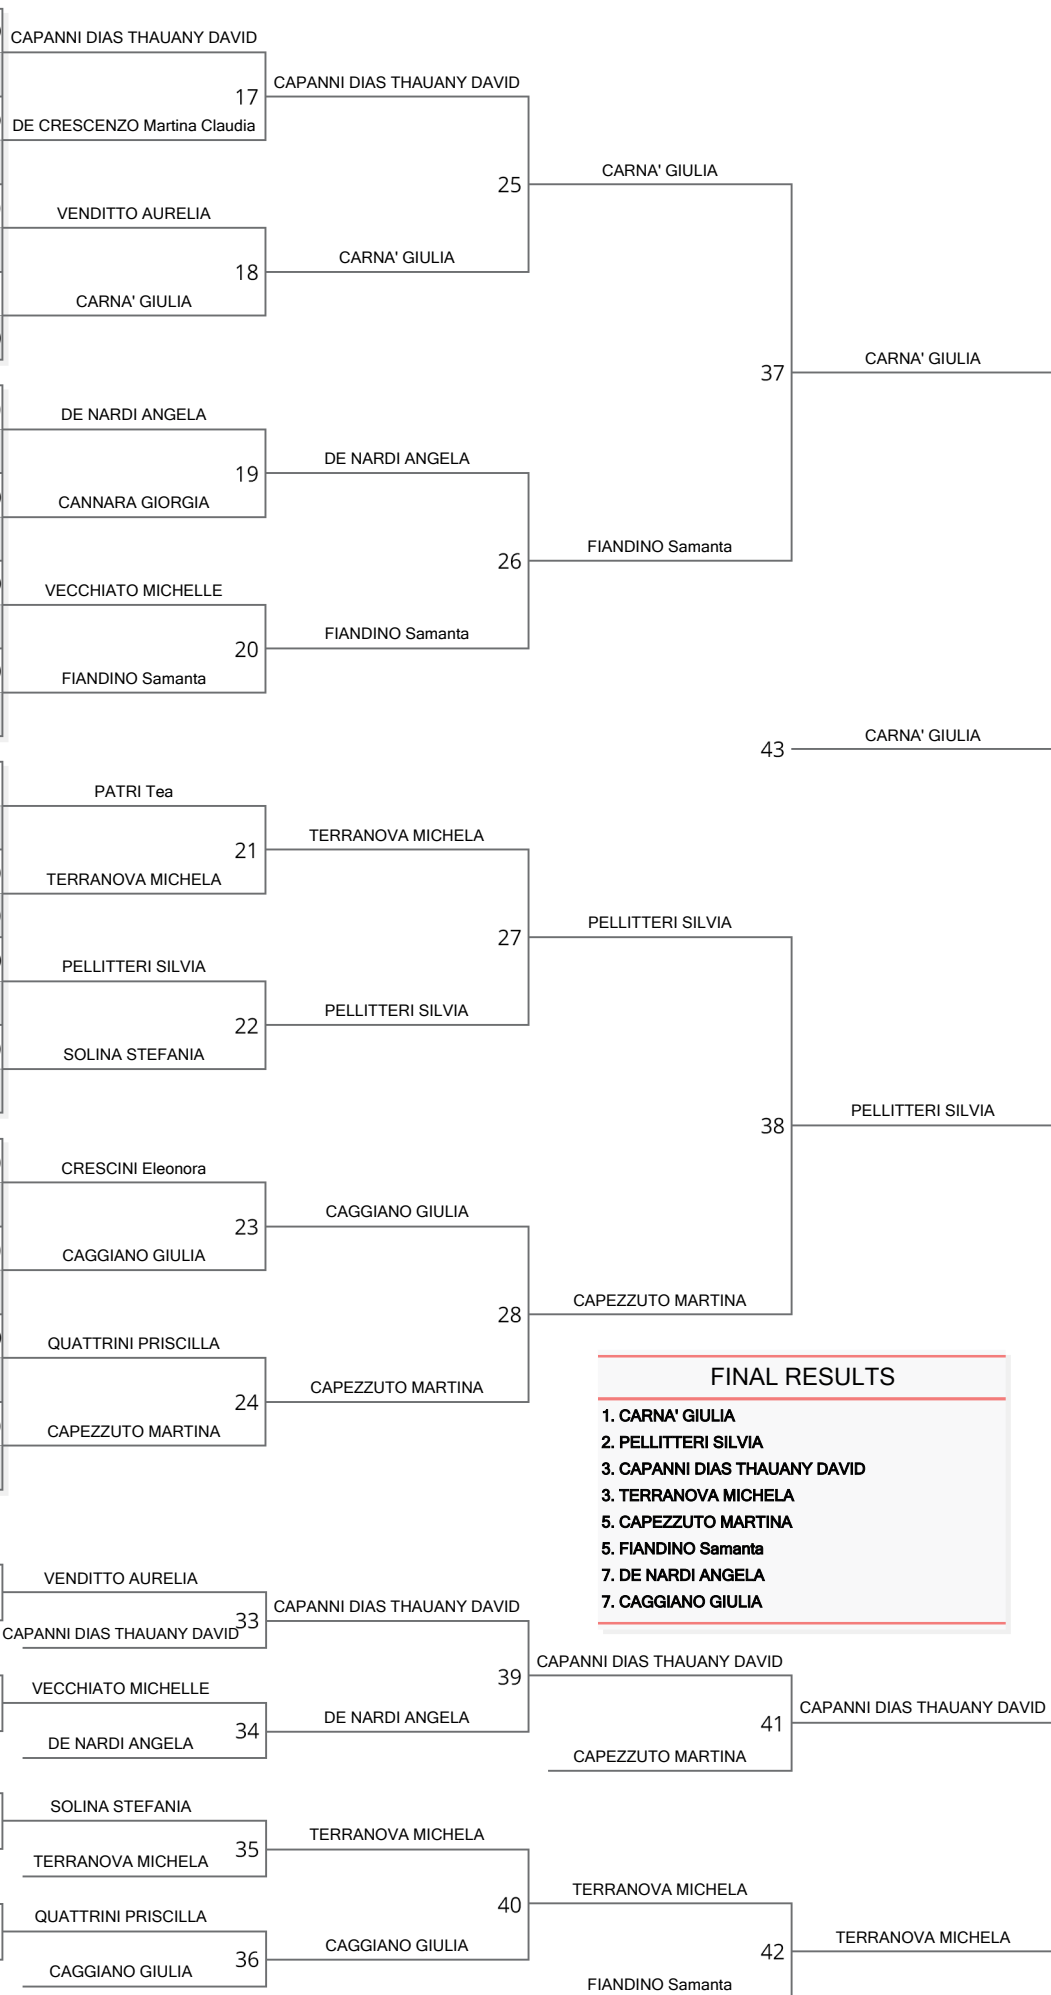 CAPANNI DIAS THAUANY DAVID
CAPANNI DIAS THAUANY DAVID
17
DE CRESCENZO Martina Claudia
CARNA' GIULIA
25
VENDITTO AURELIA
CARNA' GIULIA
18
CARNA' GIULIA
CARNA' GIULIA
37
DE NARDI ANGELA
DE NARDI ANGELA
19
CANNARA GIORGIA
FIANDINO Samanta
26
VECCHIATO MICHELLE
FIANDINO Samanta
20
FIANDINO Samanta
CARNA' GIULIA
43
PATRI Tea
TERRANOVA MICHELA
21
TERRANOVA MICHELA
PELLITTERI SILVIA
27
PELLITTERI SILVIA
PELLITTERI SILVIA
22
SOLINA STEFANIA
PELLITTERI SILVIA
38
CRESCINI Eleonora
CAGGIANO GIULIA
23
CAGGIANO GIULIA
CAPEZZUTO MARTINA
28
QUATTRINI PRISCILLA
CAPEZZUTO MARTINA
24
CAPEZZUTO MARTINA
FINAL RESULTS
1. CARNA' GIULIA
2. PELLITTERI SILVIA
3. CAPANNI DIAS THAUANY DAVID
3. TERRANOVA MICHELA
5. CAPEZZUTO MARTINA
5. FIANDINO Samanta
7. DE NARDI ANGELA
7. CAGGIANO GIULIA
VENDITTO AURELIA
CAPANNI DIAS THAUANY DAVID
33
CAPANNI DIAS THAUANY DAVID
CAPANNI DIAS THAUANY DAVID
39
VECCHIATO MICHELLE
DE NARDI ANGELA
34
DE NARDI ANGELA
CAPANNI DIAS THAUANY DAVID
41
CAPEZZUTO MARTINA
SOLINA STEFANIA
TERRANOVA MICHELA
35
TERRANOVA MICHELA
TERRANOVA MICHELA
40
QUATTRINI PRISCILLA
CAGGIANO GIULIA
36
CAGGIANO GIULIA
TERRANOVA MICHELA
42
FIANDINO Samanta